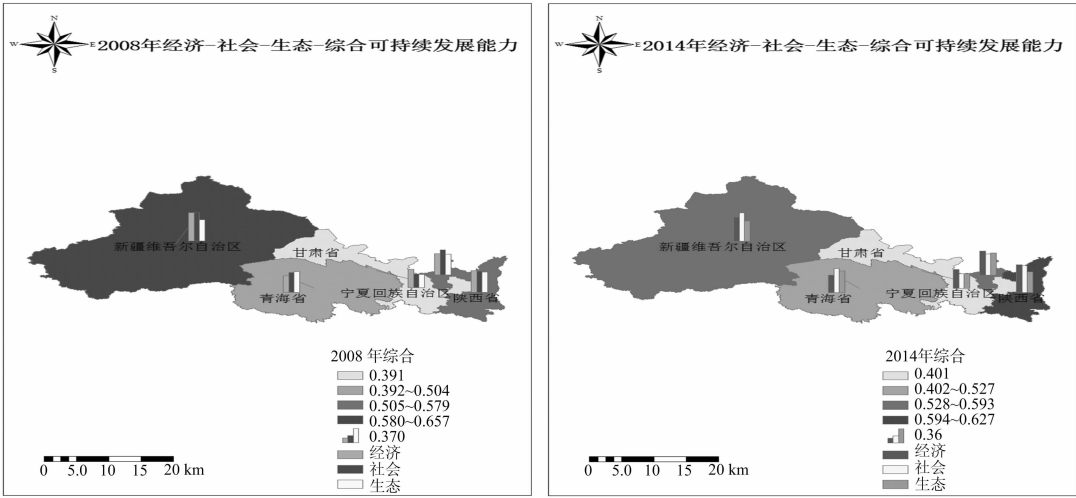 N
W
E
S
2008年经济-社会-生态-综合可持续发展能力
新疆维吾尔自治区
甘肃省
青海省
宁夏回族自治区
陕西省
2008 年综合
0.391
0.392~0.504
0.505~0.579
0.580~0.657
0.370
经济
社会
生态
0 5.0 10 15 20 km
N
W
E
S
2014年经济-社会-生态-综合可持续发展能力
新疆维吾尔自治区
甘肃省
青海省
宁夏回族自治区
陕西省
2014年综合
0.401
0.402~0.527
0.528~0.593
0.594~0.627
0.36
经济
社会
生态
0 5.0 10 15 20 km